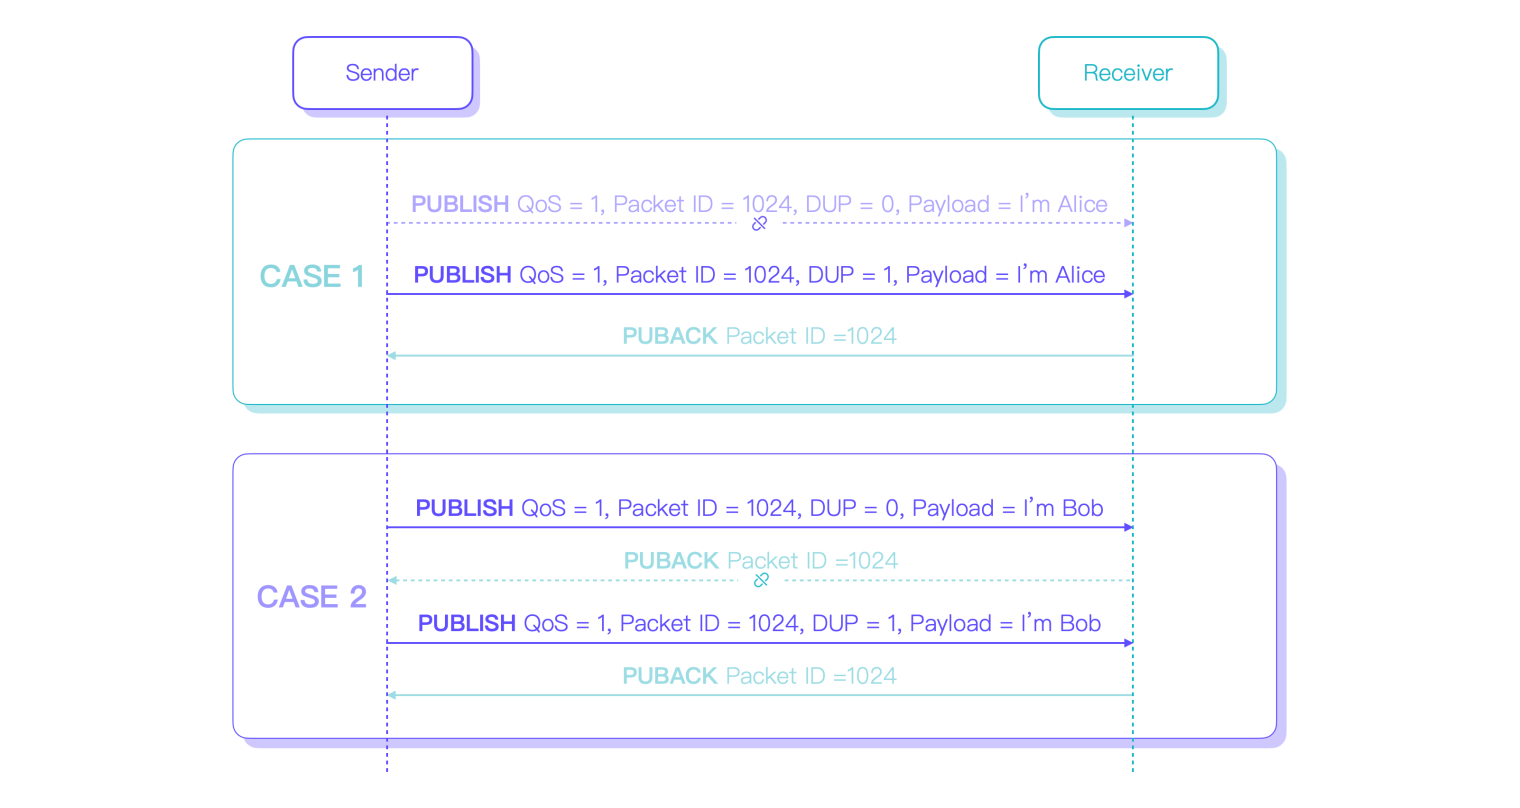 Sender
Receiver
CASE 1
PUBLISH QoS = 1, Packet ID = 1024, DUP = 0, Payload = I’m Alice
PUBLISH QoS = 1, Packet ID = 1024, DUP = 1, Payload = I’m Alice
PUBACK Packet ID =1024
CASE 2
PUBLISH QoS = 1, Packet ID = 1024, DUP = 0, Payload = I’m Bob
PUBACK Packet ID =1024
PUBLISH QoS = 1, Packet ID = 1024, DUP = 1, Payload = I’m Bob
PUBACK Packet ID =1024